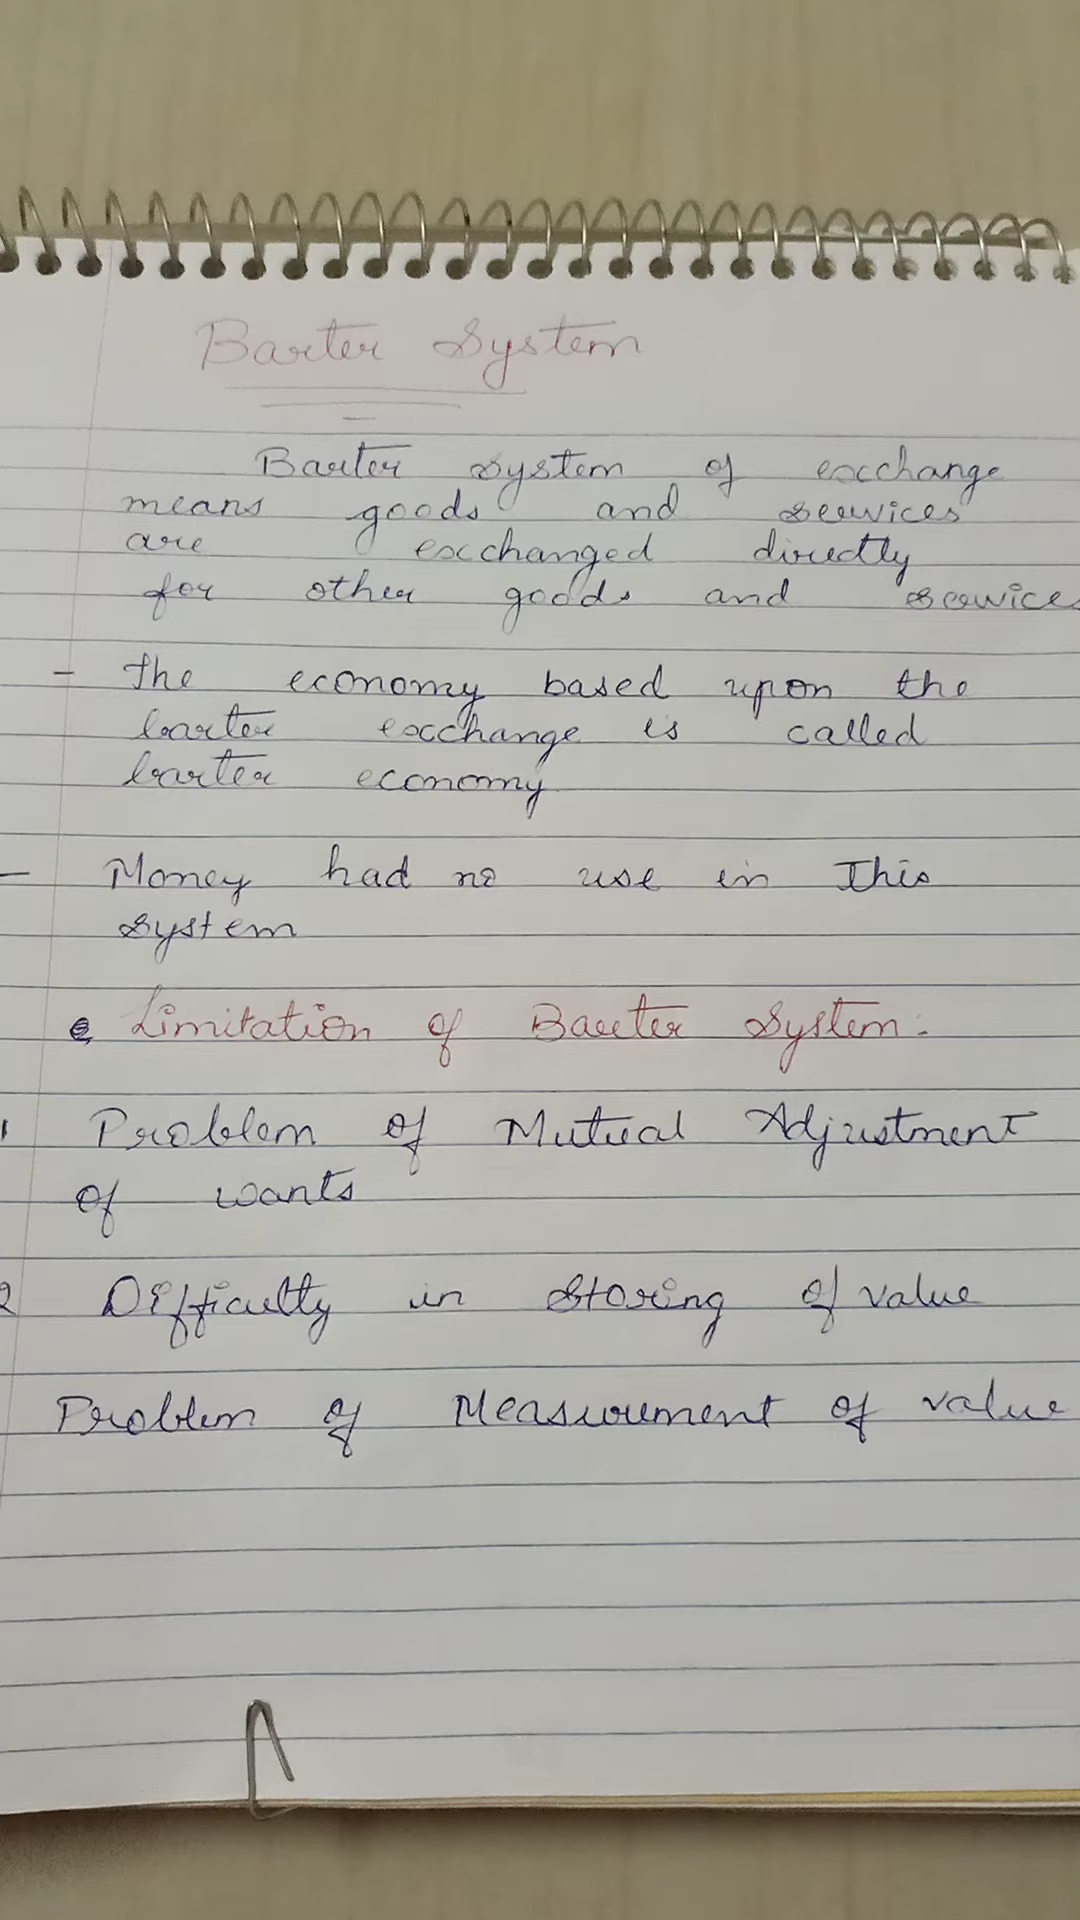 Barter System
Barter system of exchange
means goods and services
are exchanged directly
for other goods and services
- The economy based upon the
barter exchange is called
barter economy
- Money had no use in This
system
Limitation of Barter System:
1 Problem of Mutual Adjustment
of wants
2 Difficulty in Storing of value
Problem of Measurement of value